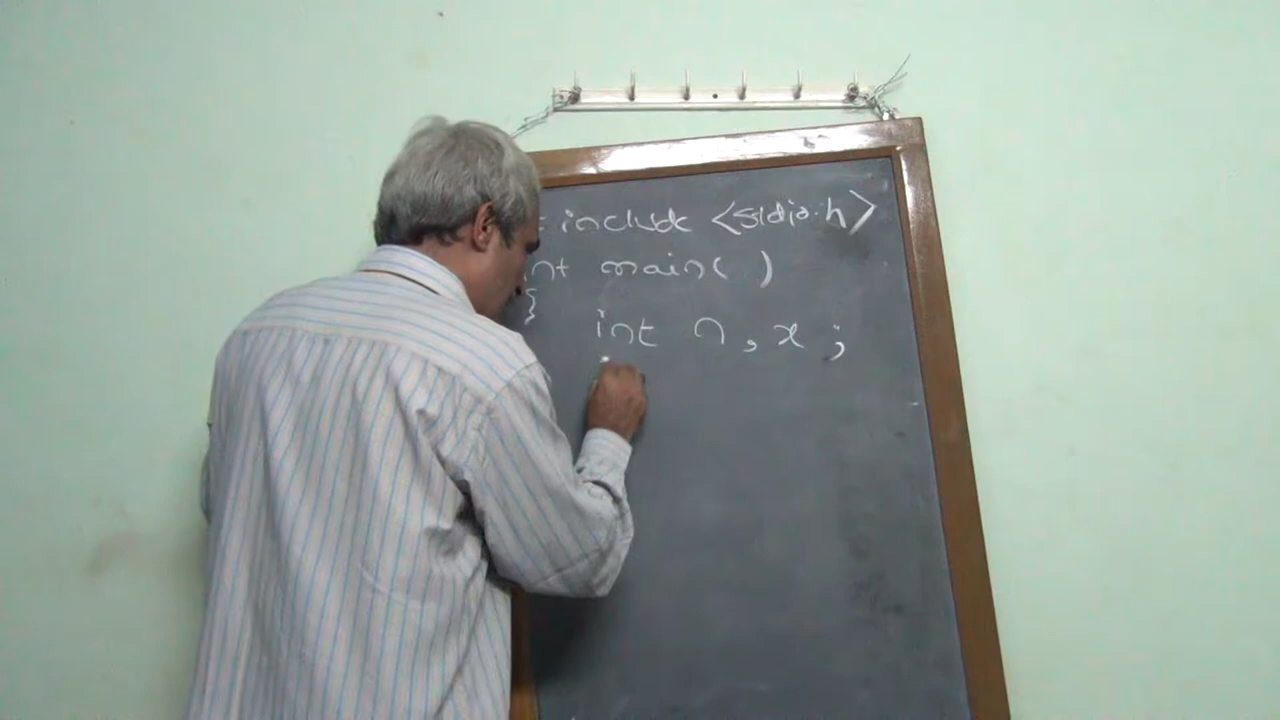 include <stdio.h>
int main( )
{
int n, x ;